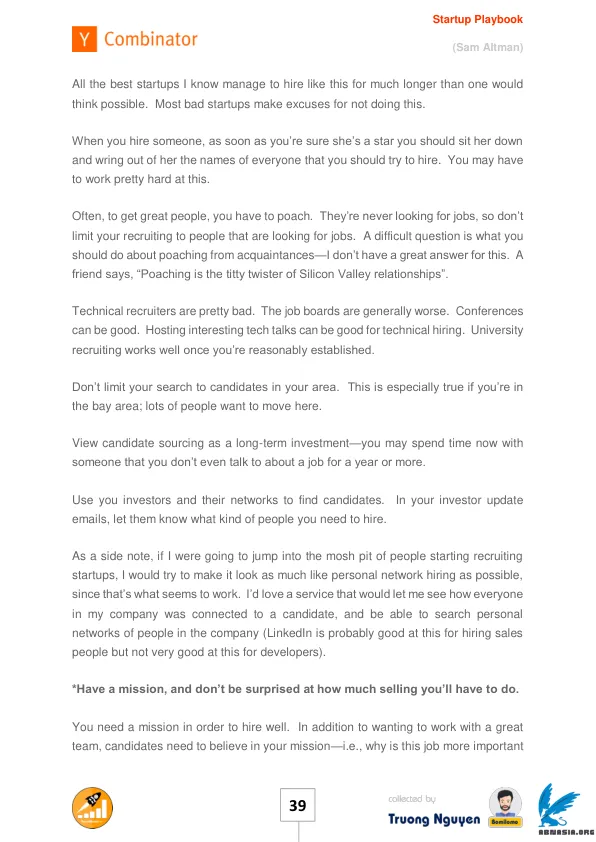 Startup Playbook
Y Combinator
(Sam Altman)
All the best startups I know manage to hire like this for much longer than one would
think possible.  Most bad startups make excuses for not doing this.
When you hire someone, as soon as you’re sure she’s a star you should sit her down
and wring out of her the names of everyone that you should try to hire.  You may have
to work pretty hard at this.
Often, to get great people, you have to poach.  They’re never looking for jobs, so don’t
limit your recruiting to people that are looking for jobs.  A difficult question is what you
should do about poaching from acquaintances—I don’t have a great answer for this.  A
friend says, “Poaching is the titty twister of Silicon Valley relationships”.
Technical recruiters are pretty bad.  The job boards are generally worse.  Conferences
can be good.  Hosting interesting tech talks can be good for technical hiring.  University
recruiting works well once you’re reasonably established.
Don’t limit your search to candidates in your area.  This is especially true if you’re in
the bay area; lots of people want to move here.
View candidate sourcing as a long-term investment—you may spend time now with
someone that you don’t even talk to about a job for a year or more.
Use you investors and their networks to find candidates.  In your investor update
emails, let them know what kind of people you need to hire.
As a side note, if I were going to jump into the mosh pit of people starting recruiting
startups, I would try to make it look as much like personal network hiring as possible,
since that’s what seems to work.  I’d love a service that would let me see how everyone
in my company was connected to a candidate, and be able to search personal
networks of people in the company (LinkedIn is probably good at this for hiring sales
people but not very good at this for developers).
*Have a mission, and don’t be surprised at how much selling you’ll have to do.
You need a mission in order to hire well.  In addition to wanting to work with a great
team, candidates need to believe in your mission—i.e., why is this job more important
39
collected by
Truong Nguyen
Bomiloma
ABNASIA.ORG